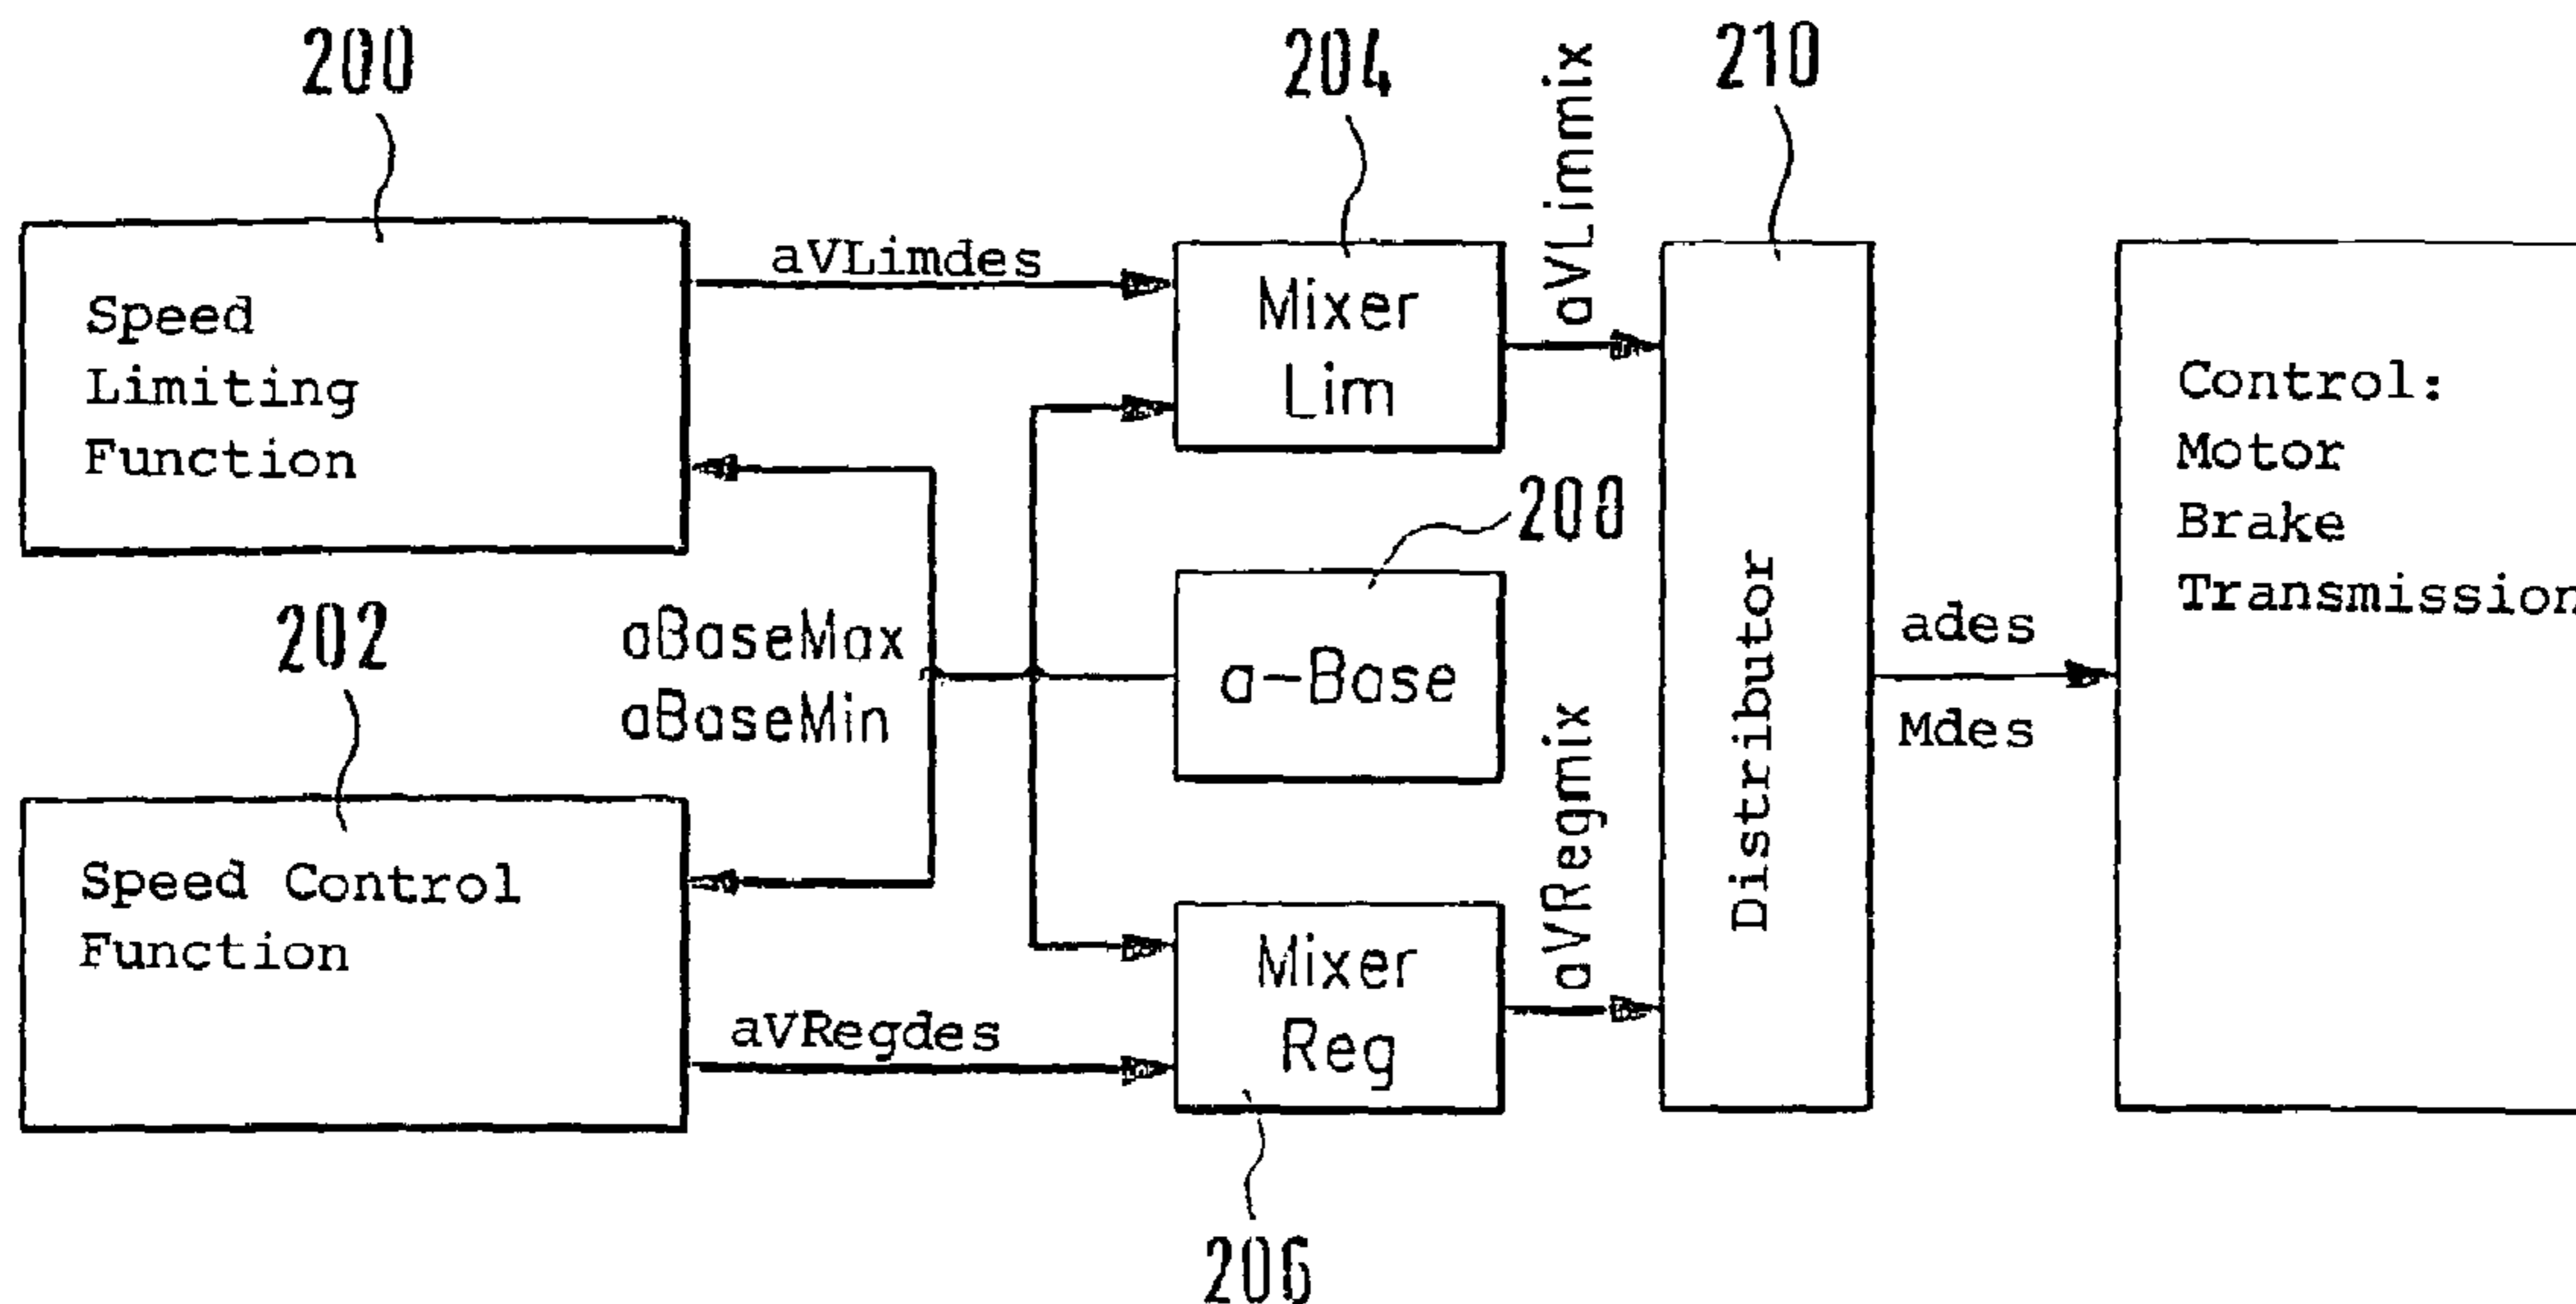 200
204
aVLimmix
210
aVLimdes
Speed
Limiting
Function
Mixer
Lim
Control:
Motor
Brake
Transmission
208
202
aBaseMax
aBaseMin
a-Base
Distributor
ades
Mdes
Speed Control
Function
aVRegdes
Mixer
Reg
aVRegmix
206